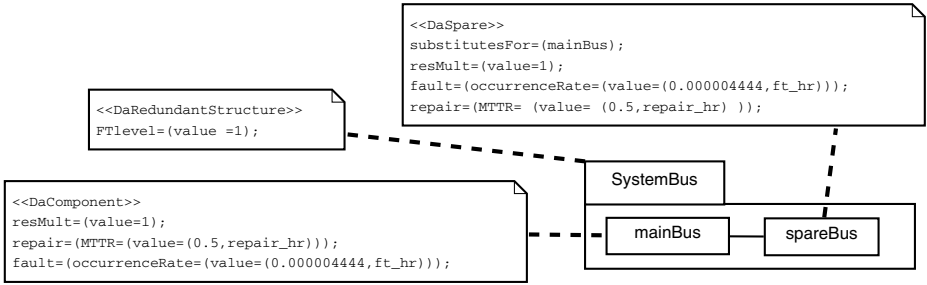 <<DaSpare>>
substitutesFor=(mainBus);
resMult=(value=1);
fault=(occurrenceRate=(value=(0.000004444,ft_hr)));
repair=(MTTR= (value= (0.5,repair_hr) ));
<<DaRedundantStructure>>
FTlevel=(value =1);
SystemBus
<<DaComponent>>
resMult=(value=1);
repair=(MTTR=(value=(0.5,repair_hr)));
fault=(occurrenceRate=(value=(0.000004444,ft_hr)));
mainBus
spareBus